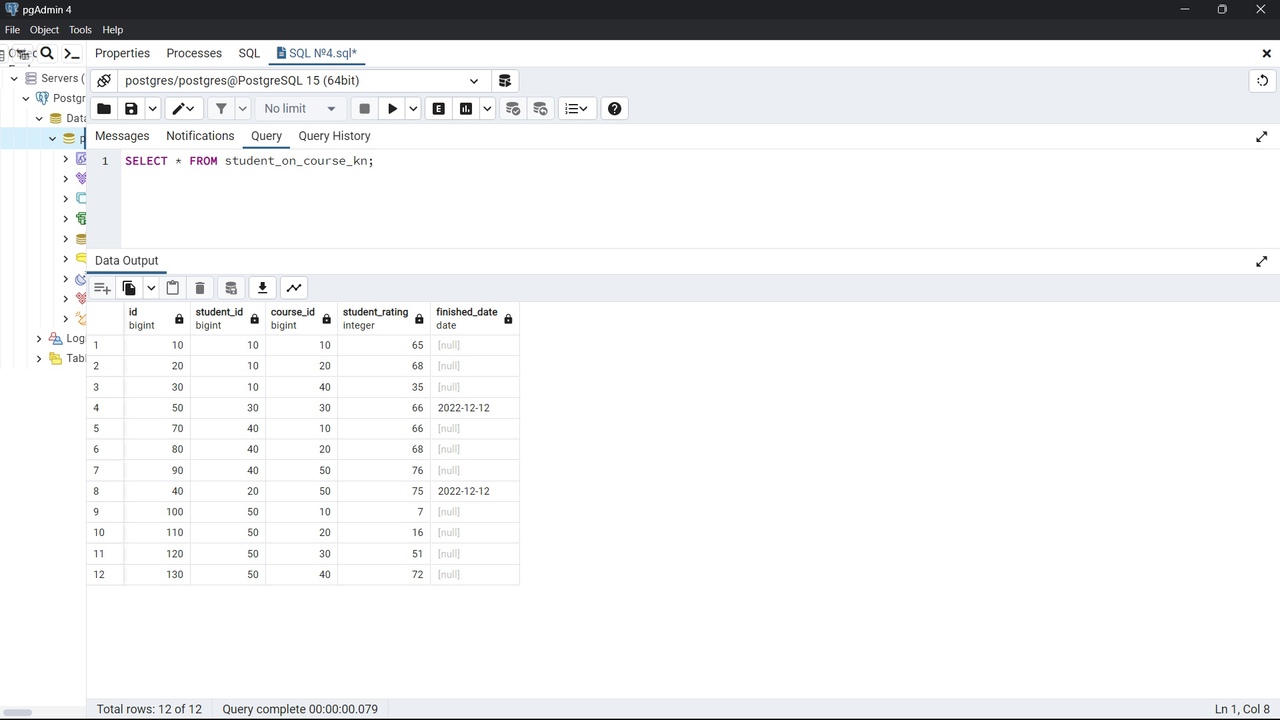 pgAdmin 4
File Object Tools Help
Properties Processes SQL SQL №4.sql*
Servers (
postgres/postgres@PostgreSQL 15 (64bit)
Postgr
No limit
Data
p
Messages Notifications Query Query History
1 SELECT * FROM student_on_course_kn;
Data Output
id student_id course_id student_rating finished_date
bigint bigint bigint integer date
Log
Tab
1 10 10 10 65 [null]
2 20 10 20 68 [null]
3 30 10 40 35 [null]
4 50 30 30 66 2022-12-12
5 70 40 10 66 [null]
6 80 40 20 68 [null]
7 90 40 50 76 [null]
8 40 20 50 75 2022-12-12
9 100 50 10 7 [null]
10 110 50 20 16 [null]
11 120 50 30 51 [null]
12 130 50 40 72 [null]
Total rows: 12 of 12 Query complete 00:00:00.079 Ln 1, Col 8